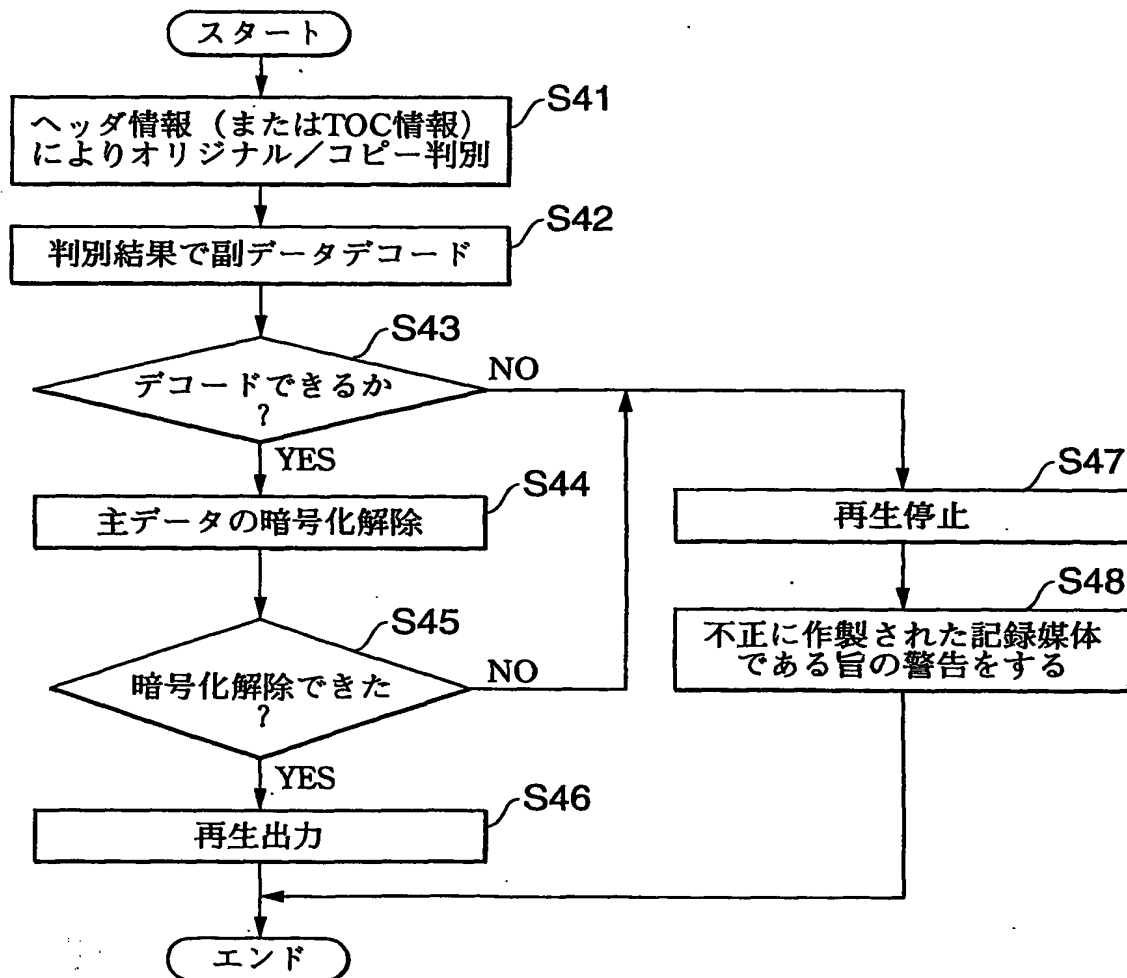 スタート
S41
ヘッダ情報（またはTOC情報）
によりオリジナル／コピー判別
S42
判別結果で副データデコード
S43
デコードできるか
?
NO
YES
S44
主データの暗号化解除
S45
暗号化解除できた
?
NO
YES
S46
再生出力
S47
再生停止
S48
不正に作製された記録媒体
である旨の警告をする
エンド